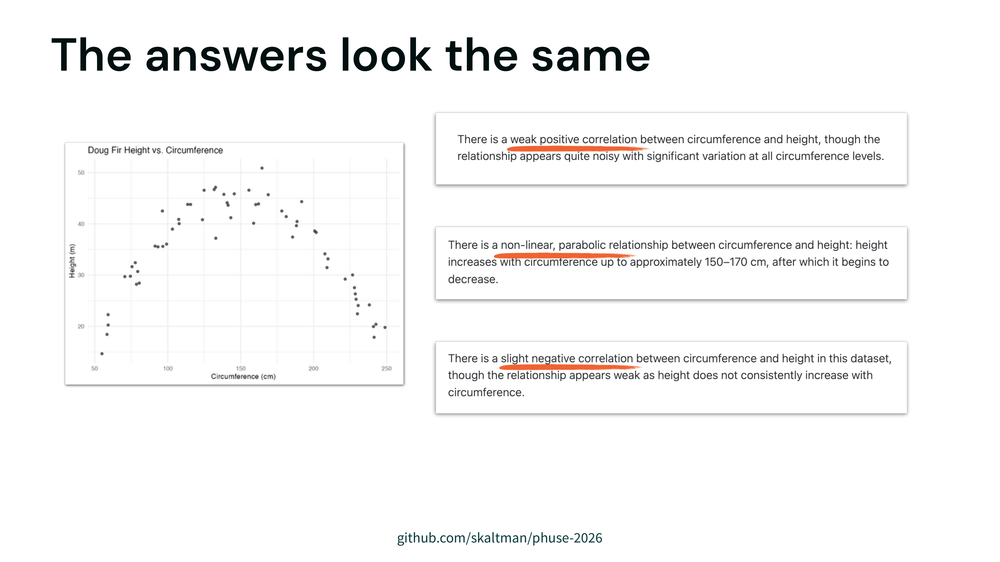 The answers look the same
Doug Fir Height vs. Circumference
50
40
30
20
Height (m)
50 100 150 200 250
Circumference (cm)
There is a weak positive correlation between circumference and height, though the
relationship appears quite noisy with significant variation at all circumference levels.
There is a non-linear, parabolic relationship between circumference and height: height
increases with circumference up to approximately 150–170 cm, after which it begins to
decrease.
There is a slight negative correlation between circumference and height in this dataset,
though the relationship appears weak as height does not consistently increase with
circumference.
github.com/skaltman/phuse-2026